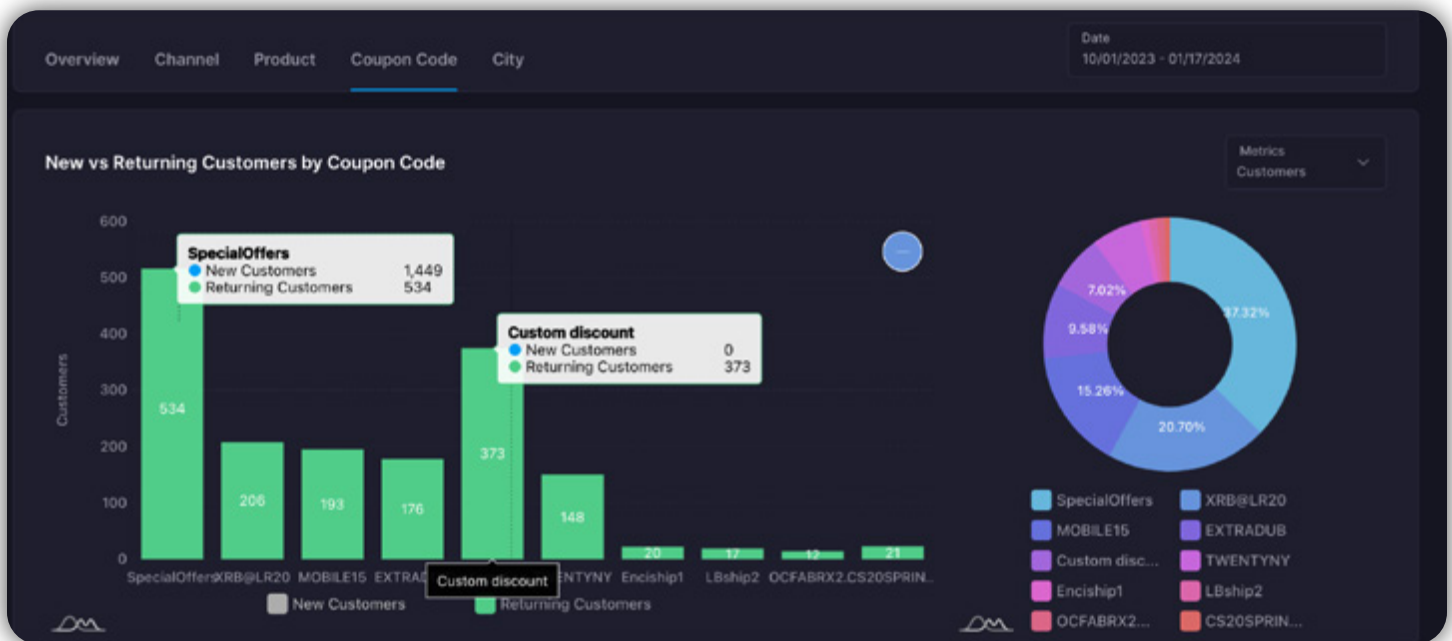 Overview Channel Product Coupon Code City
Date
10/01/2023 - 01/17/2024
New vs Returning Customers by Coupon Code
Metrics
Customers
600
500
400
300
200
100
0
Customers
SpecialOffers
New Customers 1,449
Returning Customers 534
Custom discount
New Customers 0
Returning Customers 373
534
206
193
176
373
148
20
17
12
21
SpecialOffers XRB@LR20 MOBILE15 EXTRAD ENTYNY Enciship1 LBship2 OCFABRX2.. CS20SPRIN..
Custom discount
New Customers Returning Customers
37.32%
20.70%
15.26%
9.58%
7.02%
SpecialOffers XRB@LR20
MOBILE15 EXTRADUB
Custom disc... TWENTYNY
Enciship1 LBship2
OCFABRX2... CS20SPRIN...